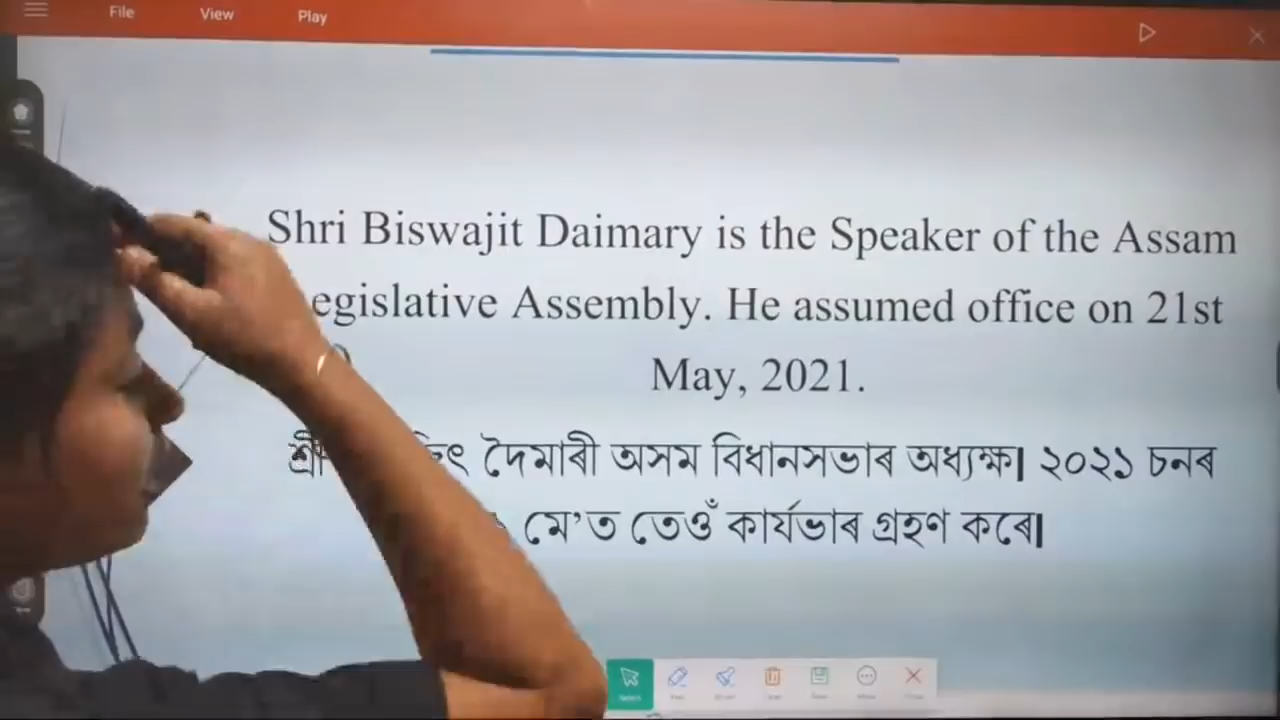 File View Play
Shri Biswajit Daimary is the Speaker of the Assam
egislative Assembly. He assumed office on 21st
May, 2021.
শ্ৰী দৈমাৰী অসম বিধানসভাৰ অধ্যক্ষ। ২০২১ চনৰ
মে’ত তেওঁ কাৰ্যভাৰ গ্ৰহণ কৰে।